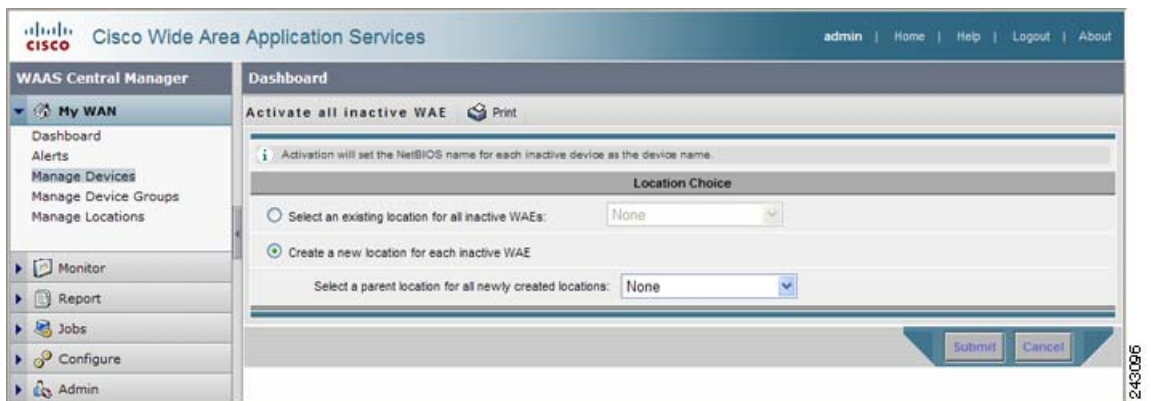 CISCO Cisco Wide Area Application Services admin | Home | Help | Logout | About
WAAS Central Manager
My WAN
Dashboard
Alerts
Manage Devices
Manage Device Groups
Manage Locations
Monitor
Report
Jobs
Configure
Admin
Dashboard
Activate all inactive WAE Print
Activation will set the NetBIOS name for each inactive device as the device name.
Location Choice
Select an existing location for all inactive WAEs: None
Create a new location for each inactive WAE
Select a parent location for all newly created locations: None
Submit Cancel
243096